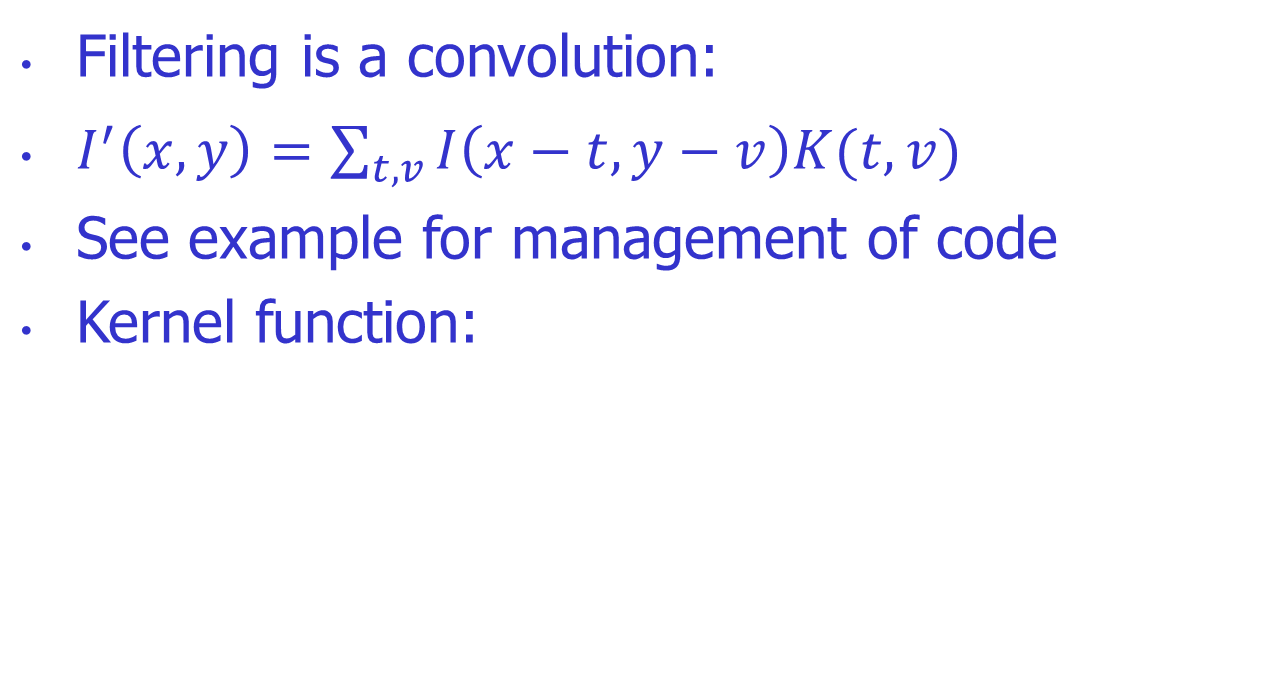 • Filtering is a convolution:
• I′(x, y) = ∑t,v I(x − t, y − v)K(t, v)
• See example for management of code
• Kernel function: